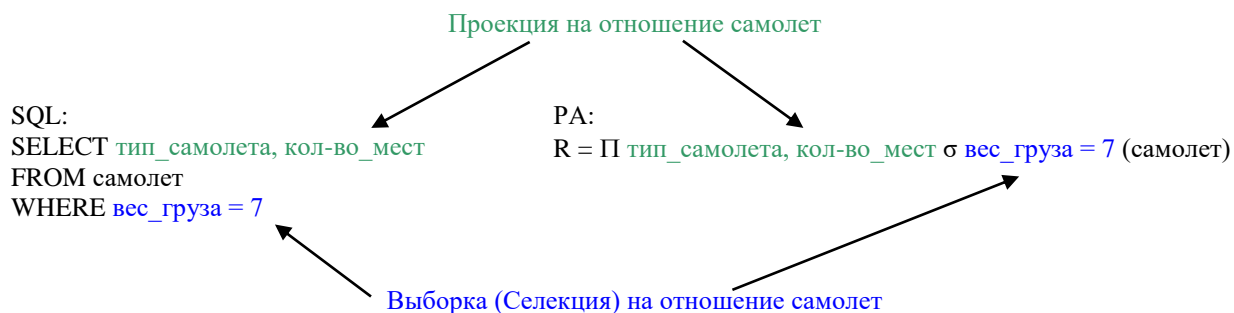 Проекция на отношение самолет
SQL:
SELECT тип_самолета, кол-во_мест
FROM самолет
WHERE вес_груза = 7
РА:
R = П тип_самолета, кол-во_мест σ вес_груза = 7 (самолет)
Выборка (Селекция) на отношение самолет